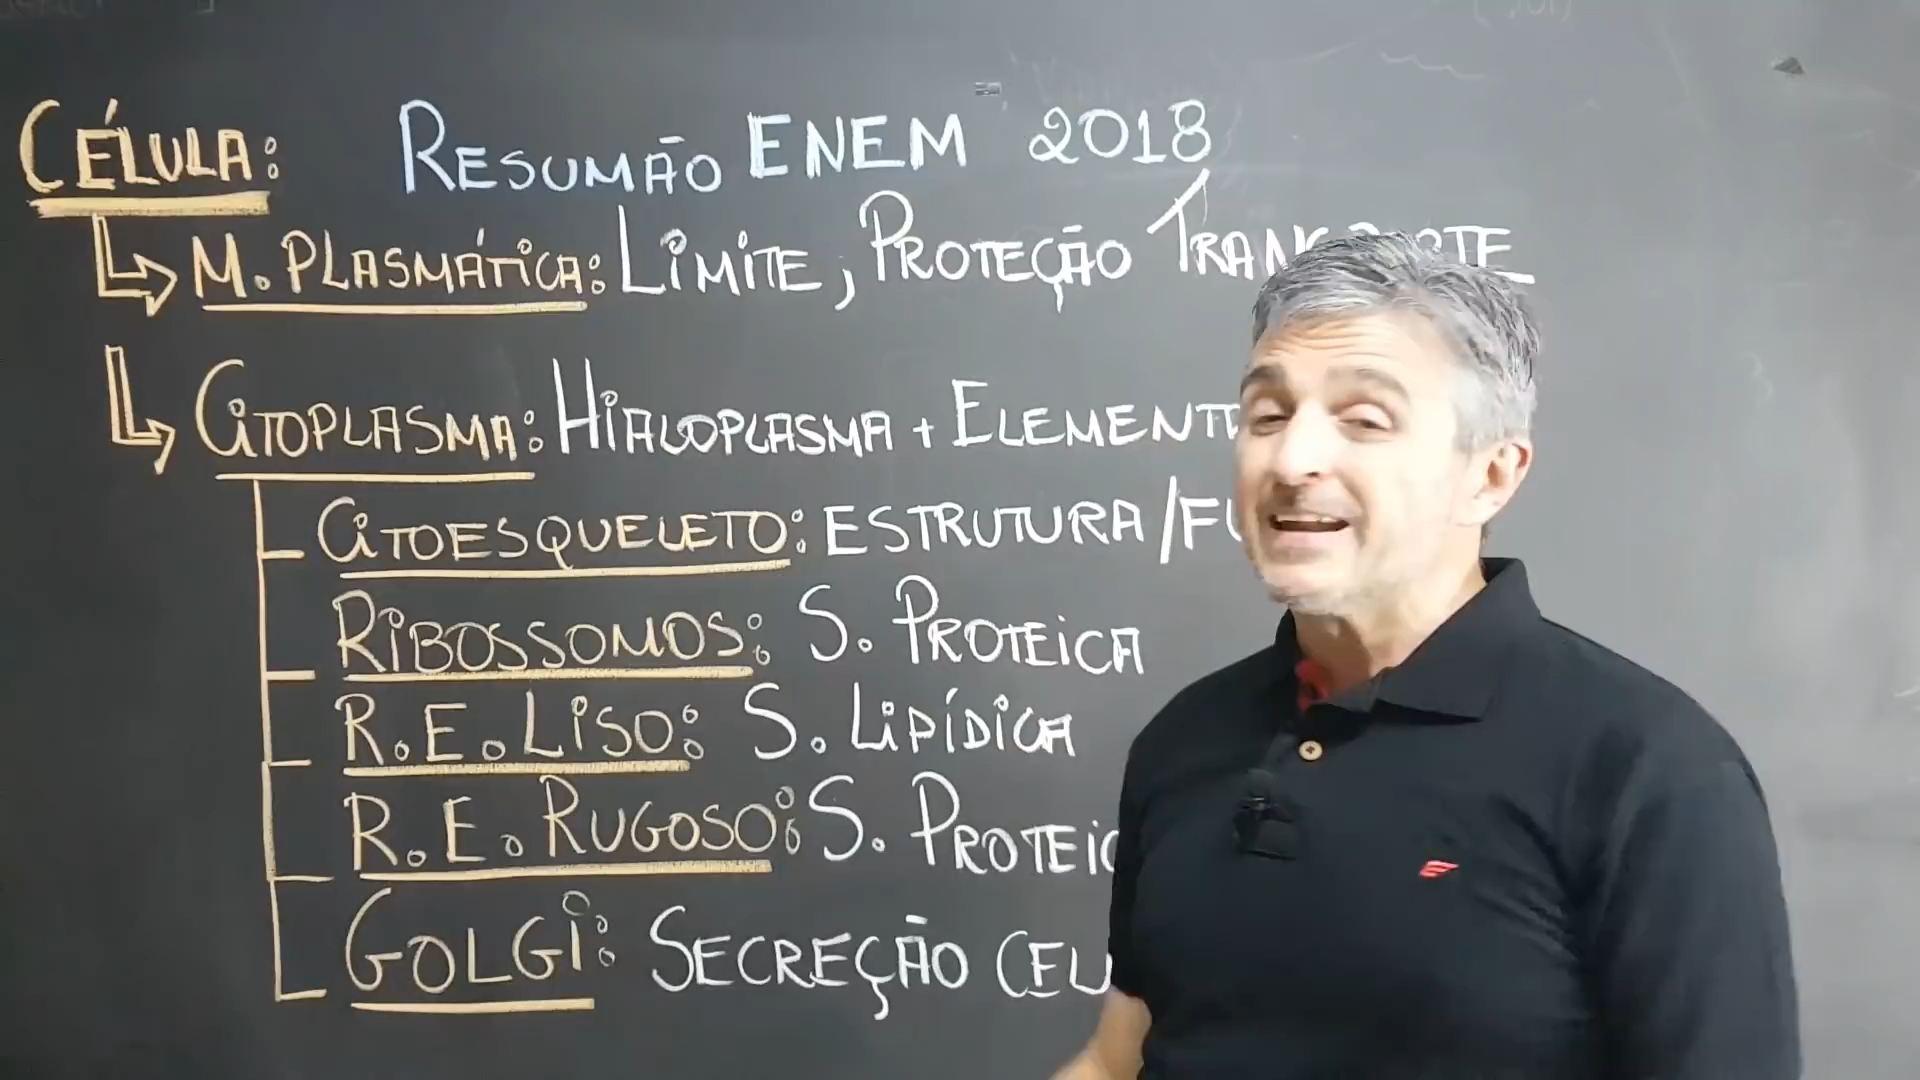 CÉLULA: RESUMÃO ENEM 2018
M. PLASMÁTICA: LIMITE, PROTEÇÃO
CITOPLASMA: HIALOPLASMA +
CITOESQUELETO: ESTRUTURA /
RIBOSSOMOS: S. PROTEICA
R.E. LISO: S. LIPÍDICA
R.E. RUGOSO: S.
GOLGI: SECREÇÃO